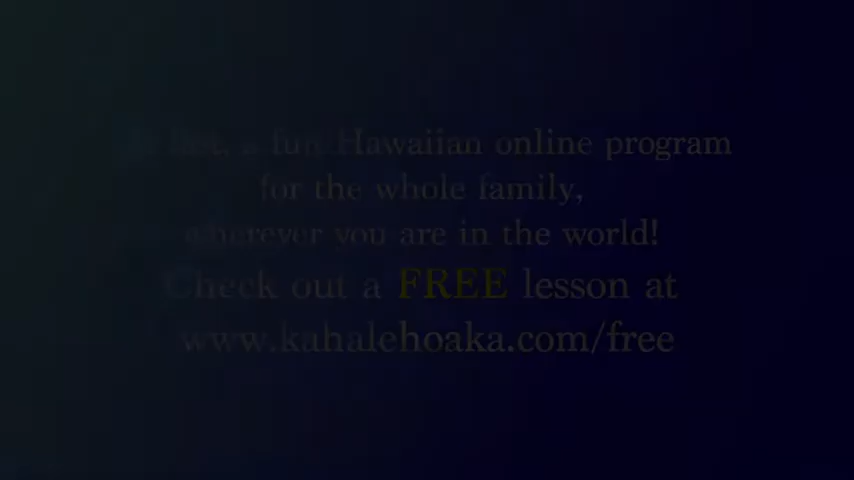 a fun Hawaiian online program
for the whole family,
wherever you are in the world!
Check out a FREE lesson at
www.kahalehoaka.com/free